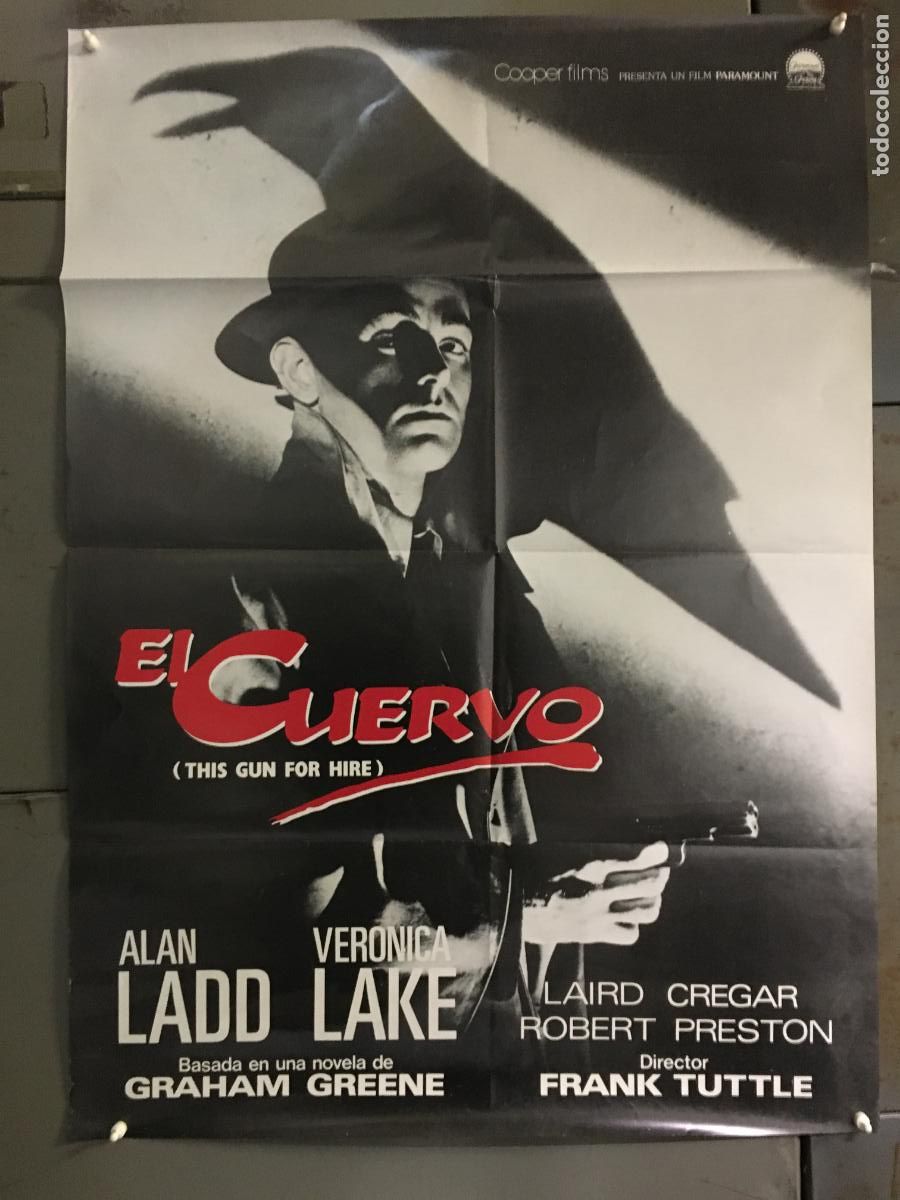 Cooper films PRESENTA UN FILM PARAMOUNT
todocoleccion
El CUERVO
(THIS GUN FOR HIRE)
ALAN LADD
VERONICA LAKE
LAIRD CREGAR
ROBERT PRESTON
Basada en una novela de
GRAHAM GREENE
Director
FRANK TUTTLE